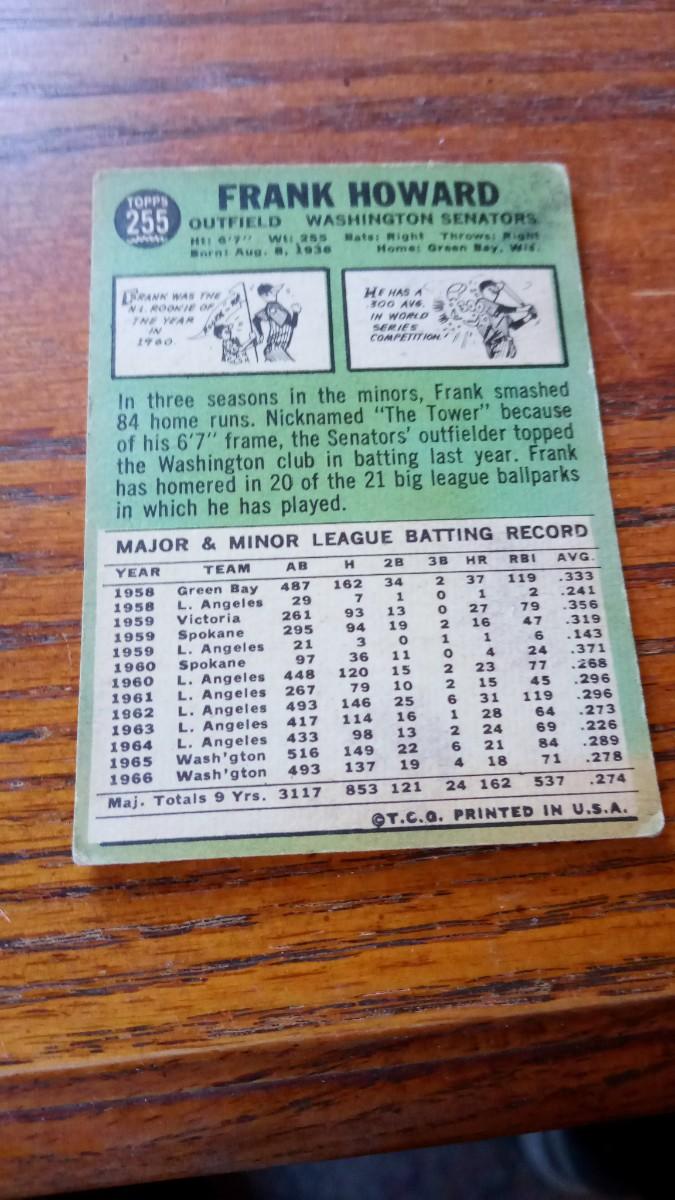 TOPPS
255
FRANK HOWARD
OUTFIELD WASHINGTON SENATORS
Ht: 6'7" Wt: 255 Bats: Right Throws: Right
Born: Aug. 8, 1936 Home: Green Bay, Wis.
FRANK WAS THE
N.L. ROOKIE OF
THE YEAR
IN
1960.
HE HAS A
.300 AVG.
IN WORLD
SERIES
COMPETITION.
In three seasons in the minors, Frank smashed
84 home runs. Nicknamed "The Tower" because
of his 6'7" frame, the Senators' outfielder topped
the Washington club in batting last year. Frank
has homered in 20 of the 21 big league ballparks
in which he has played.
MAJOR & MINOR LEAGUE BATTING RECORD
YEAR TEAM AB H 2B 3B HR RBI AVG.
1958 Green Bay 487 162 34 2 37 119 .333
1958 L. Angeles 29 7 1 0 1 2 .241
1959 Victoria 261 93 13 0 27 79 .356
1959 Spokane 295 94 19 2 16 47 .319
1959 L. Angeles 21 3 0 1 1 6 .143
1960 Spokane 97 36 11 0 4 24 .371
1960 L. Angeles 448 120 15 2 23 77 .268
1961 L. Angeles 267 79 10 2 15 45 .296
1962 L. Angeles 493 146 25 6 31 119 .296
1963 L. Angeles 417 114 16 1 28 64 .273
1964 L. Angeles 433 98 13 2 24 69 .226
1965 Wash'gton 516 149 22 6 21 84 .289
1966 Wash'gton 493 137 19 4 18 71 .278
Maj. Totals 9 Yrs. 3117 853 121 24 162 537 .274
©T.C.G. PRINTED IN U.S.A.